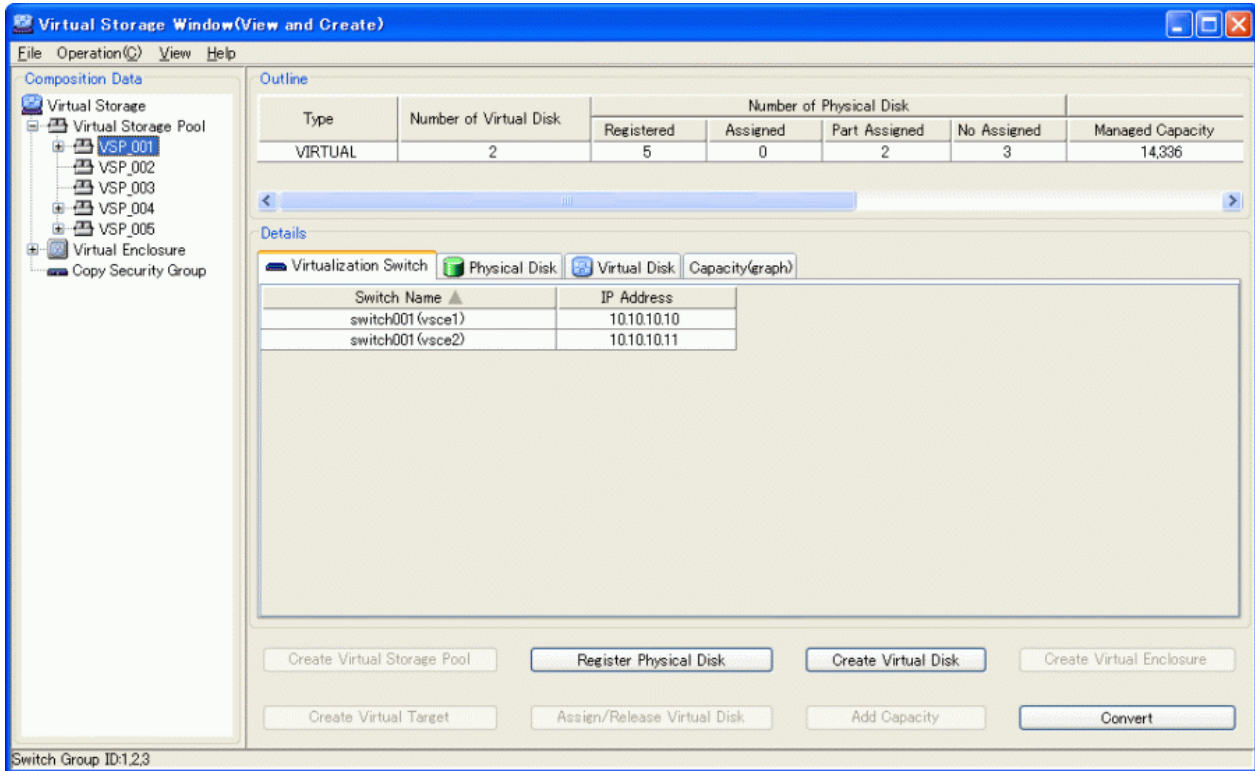 Virtual Storage Window(View and Create)
File Operation(C) View Help
Composition Data
Virtual Storage
Virtual Storage Pool
VSP_001
VSP_002
VSP_003
VSP_004
VSP_005
Virtual Enclosure
Copy Security Group
Outline
Type Number of Virtual Disk Number of Physical Disk
Registered Assigned Part Assigned No Assigned Managed Capacity
VIRTUAL 2 5 0 2 3 14,336
Details
Virtualization Switch Physical Disk Virtual Disk Capacity(graph)
Switch Name IP Address
switch001(vsce1) 10.10.10.10
switch001(vsce2) 10.10.10.11
Create Virtual Storage Pool Register Physical Disk Create Virtual Disk Create Virtual Enclosure
Create Virtual Target Assign/Release Virtual Disk Add Capacity Convert
Switch Group ID:1,2,3